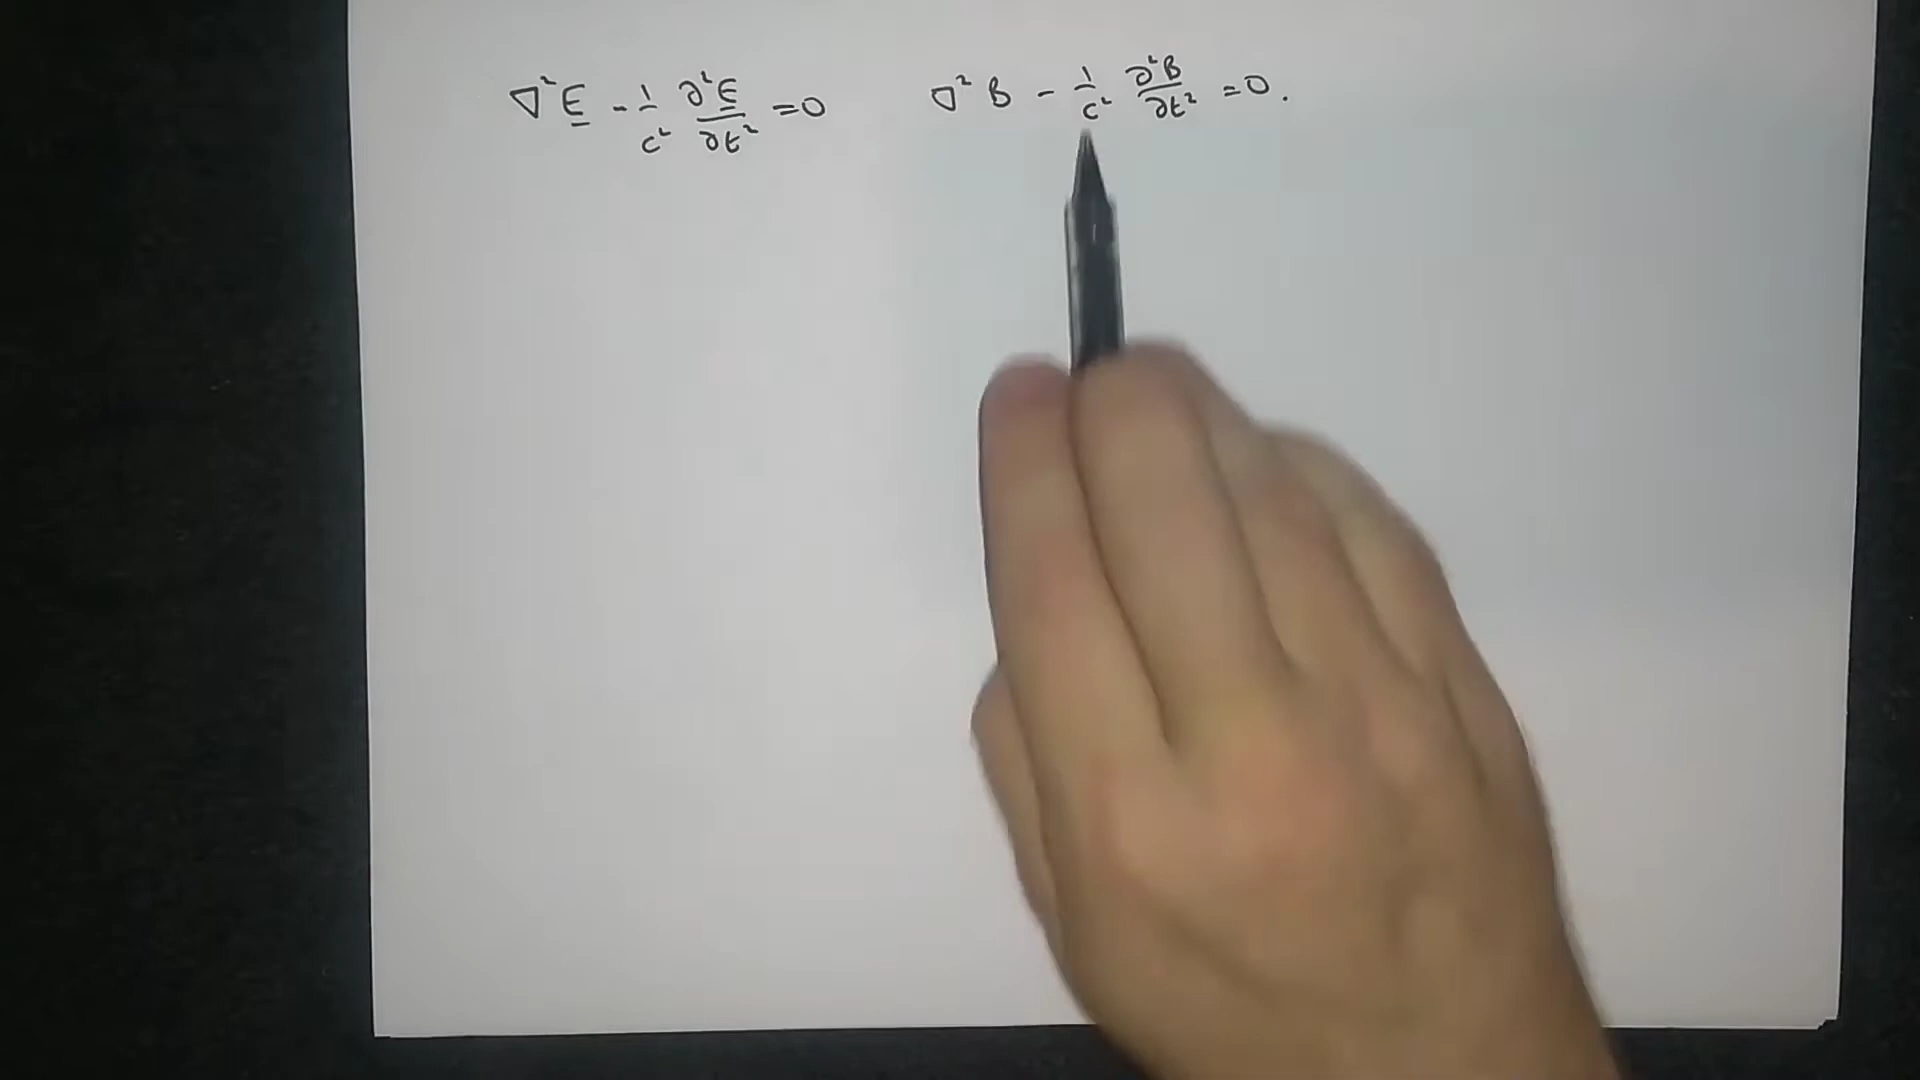 ∇²E̲ - 1/c² ∂²E̲/∂t² = 0    ∇²B - 1/c² ∂²B/∂t² = 0.